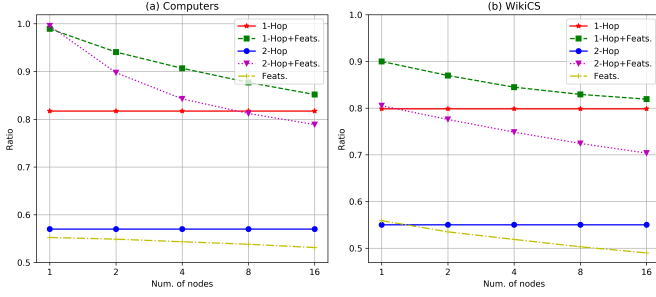 (a) Computers
1.0
0.9
0.8
0.7
0.6
0.5
Ratio
1 2 4 8 16
Num. of nodes
1-Hop
1-Hop+Feats.
2-Hop
2-Hop+Feats.
Feats.
(b) WikiCS
1.0
0.9
0.8
0.7
0.6
0.5
Ratio
1 2 4 8 16
Num. of nodes
1-Hop
1-Hop+Feats.
2-Hop
2-Hop+Feats.
Feats.